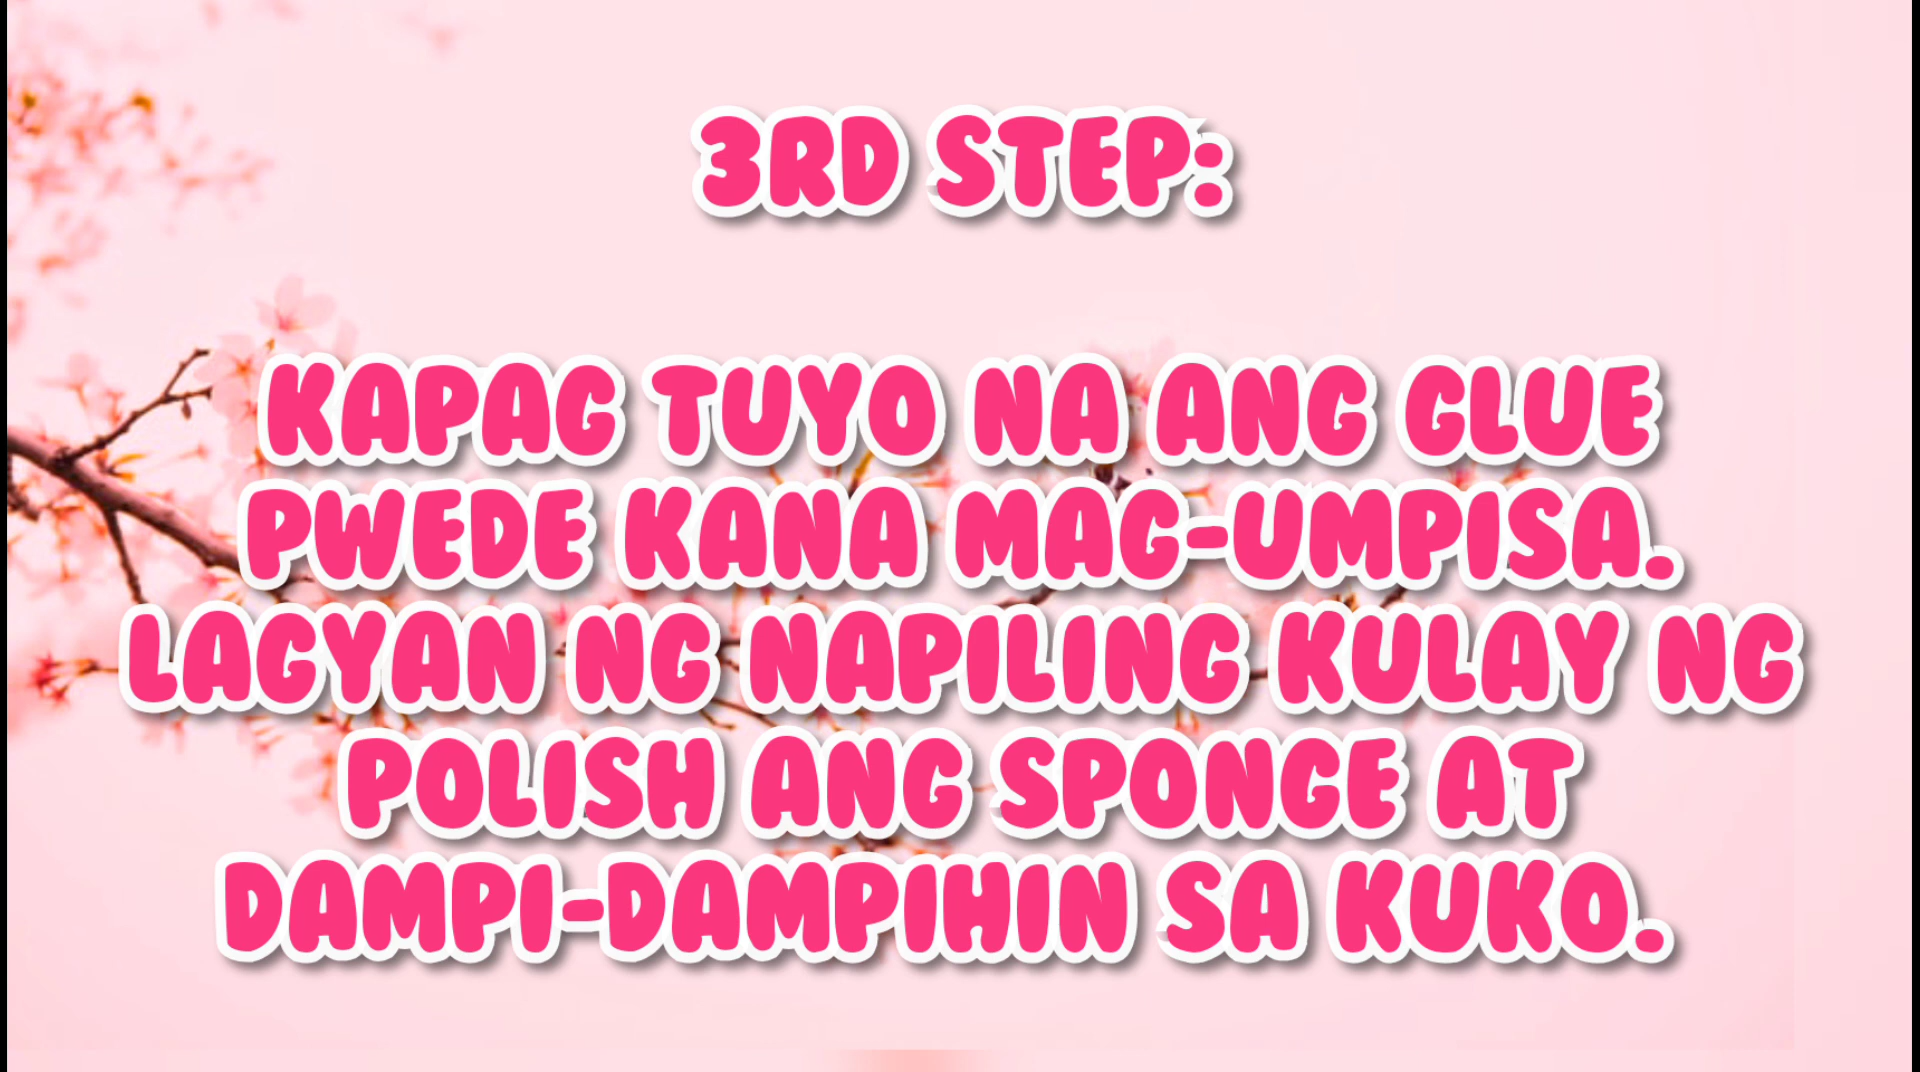 3RD STEP:
KAPAG TUYO NA ANG GLUE
PWEDE KANA MAG-UMPISA.
LAGYAN NG NAPILING KULAY NG
POLISH ANG SPONGE AT
DAMPI-DAMPIHIN SA KUKO.